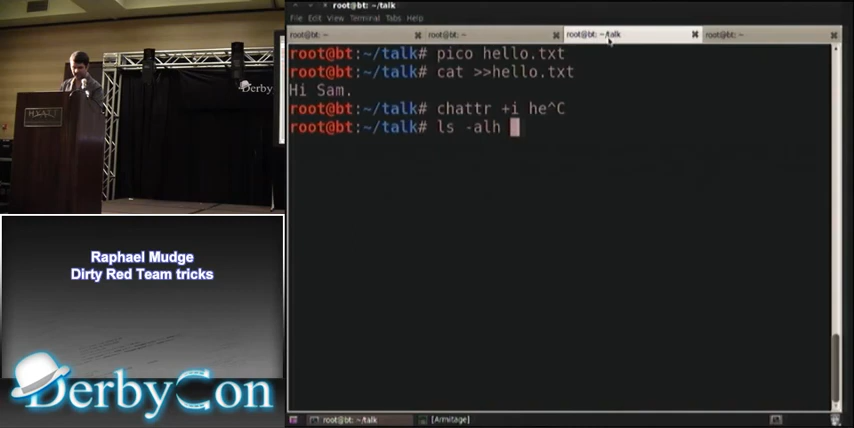 root@bt: ~/talk
File Edit View Terminal Tabs Help
root@bt: ~
root@bt: ~
root@bt: ~/talk
root@bt: ~
root@bt:~/talk# pico hello.txt
root@bt:~/talk# cat >>hello.txt
Hi Sam.
root@bt:~/talk# chattr +i he^C
root@bt:~/talk# ls -alh
root@bt: ~/talk
[Armitage]
Derby
HYATT
Raphael Mudge
Dirty Red Team tricks
DerbyCon